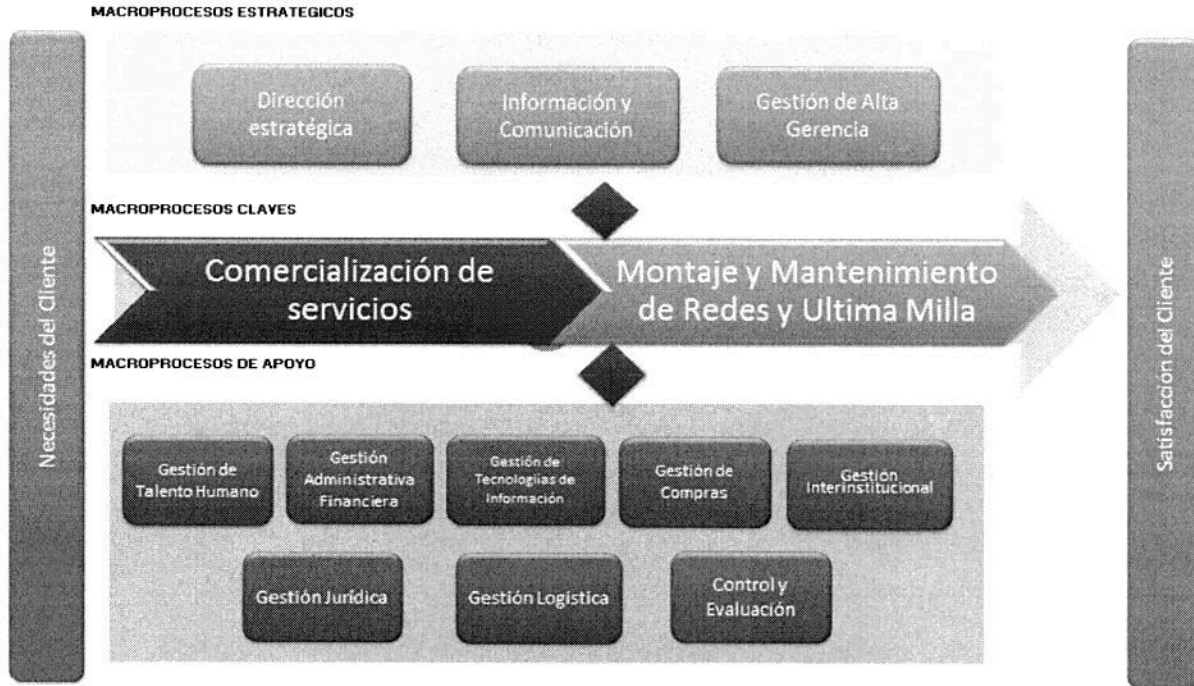 MACROPROCESOS ESTRATEGICOS
Necesidades del Cliente
Dirección
estratégica
Información y
Comunicación
Gestión de Alta
Gerencia
MACROPROCESOS CLAVES
Comercialización de
servicios
Montaje y Mantenimiento
de Redes y Ultima Milla
MACROPROCESOS DE APOYO
Gestión de
Talento Humano
Gestión
Administrativa
Financiera
Gestión de
Tecnologiias de
Información
Gestión de
Compras
Gestión
Interinstitucional
Gestión Jurídica
Gestión Logistica
Control y
Evaluación
Satisfacción del Cliente